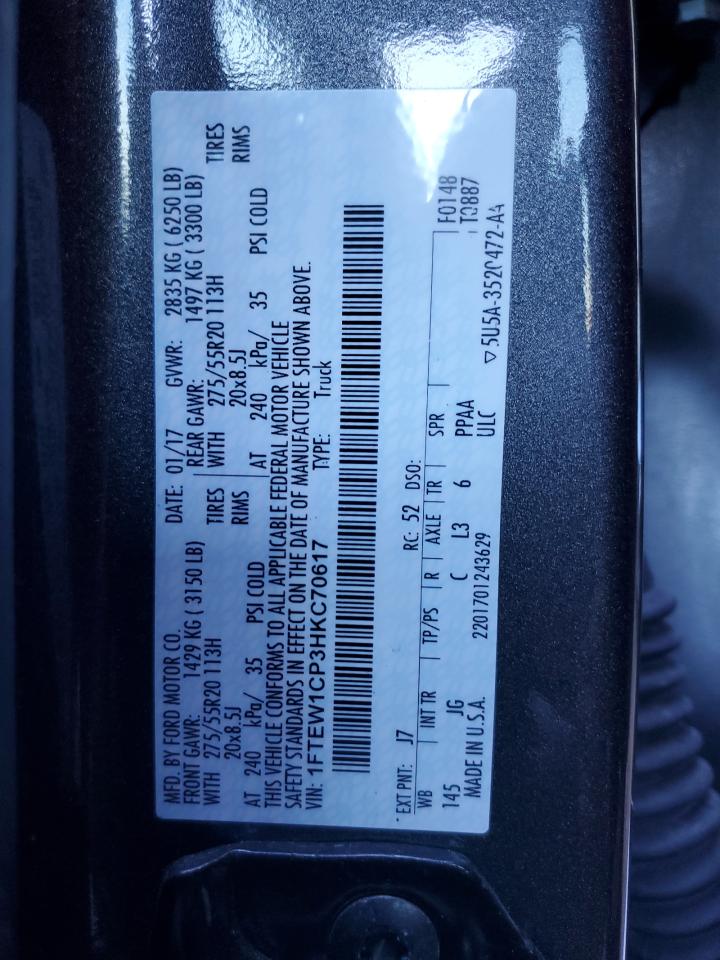 MFD. BY FORD MOTOR CO. DATE: 01/17 GVWR: 2835 KG ( 6250 LB)
FRONT GAWR: 1429 KG ( 3150 LB) REAR GAWR: 1497 KG ( 3300 LB)
WITH 275/55R20 113H TIRES WITH 275/55R20 113H TIRES
20x8.5J RIMS 20x8.5J RIMS
AT 240 kPa/ 35 PSI COLD AT 240 kPa/ 35 PSI COLD
THIS VEHICLE CONFORMS TO ALL APPLICABLE FEDERAL MOTOR VEHICLE
SAFETY STANDARDS IN EFFECT ON THE DATE OF MANUFACTURE SHOWN ABOVE.
VIN: 1FTEW1CP3HKC70617 TYPE: Truck
EXT PNT: J7 RC: 52 DSO: F0148
WB INT TR TP/PS R AXLE TR SPR T0887
145 JG C L3 6 PPAA
MADE IN U.S.A. 2201701243629 ULC ▽5U5A-3520472-AA